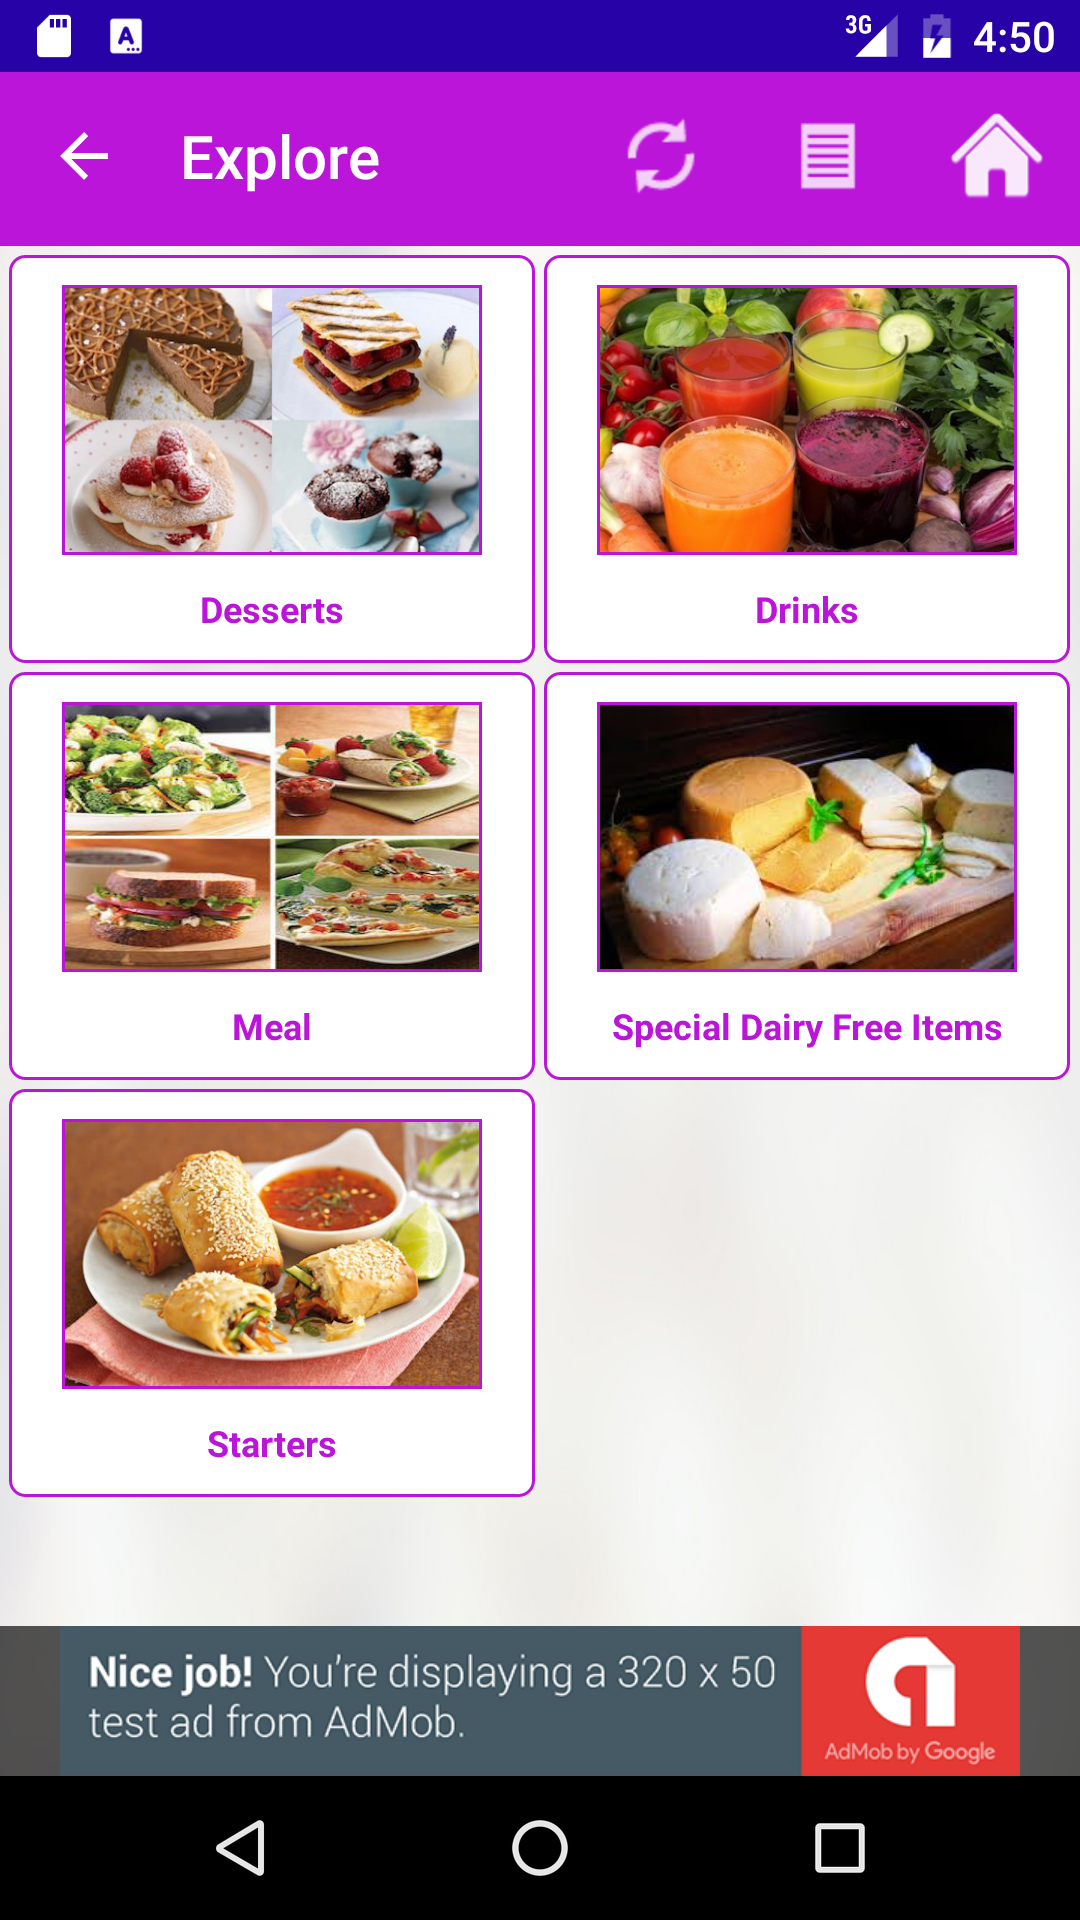 3G 4:50
Explore
Desserts
Drinks
Meal
Special Dairy Free Items
Starters
Nice job! You're displaying a 320 x 50
test ad from AdMob.
AdMob by Google